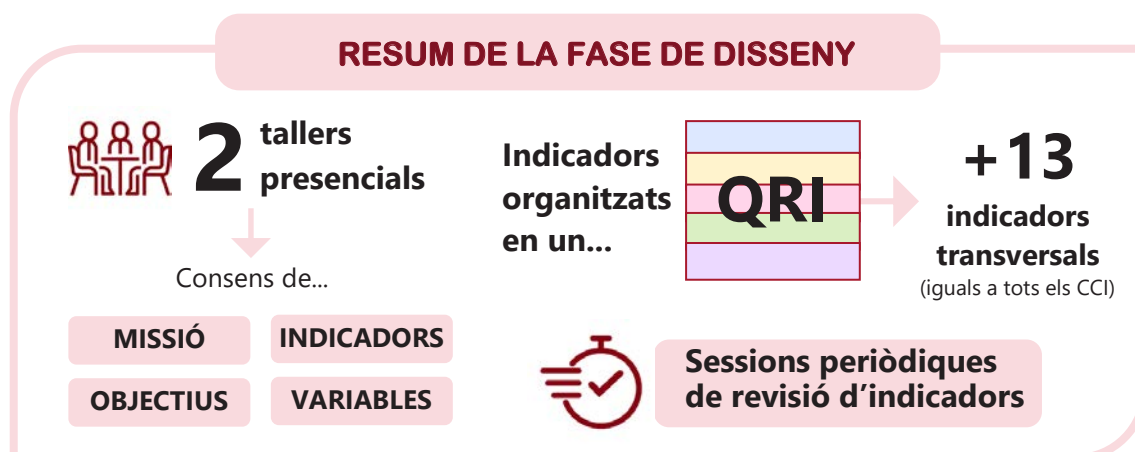 RESUM DE LA FASE DE DISSENY
2
tallers
presencials
Consens de...
MISSIÓ
INDICADORS
OBJECTIUS
VARIABLES
Indicadors
organitzats
en un...
QRI
+13
indicadors
transversals
(iguals a tots els CCI)
Sessions periòdiques
de revisió d’indicadors